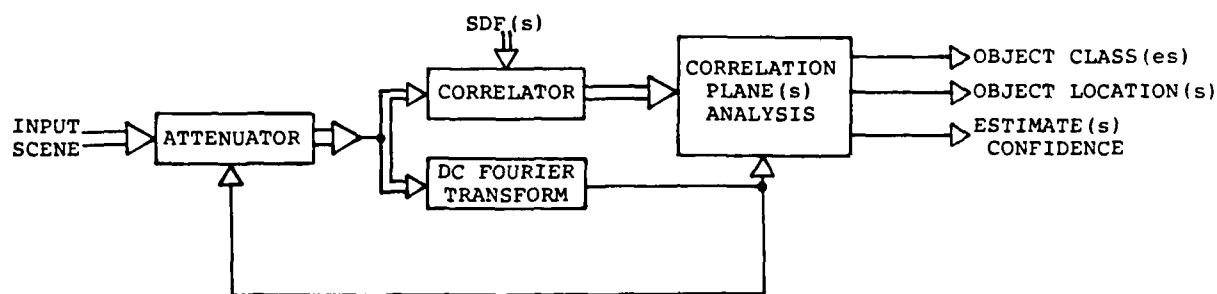 SDF(s)
INPUT
SCENE
ATTENUATOR
CORRELATOR
DC FOURIER
TRANSFORM
CORRELATION
PLANE(s)
ANALYSIS
OBJECT CLASS(es)
OBJECT LOCATION(s)
ESTIMATE(s)
CONFIDENCE